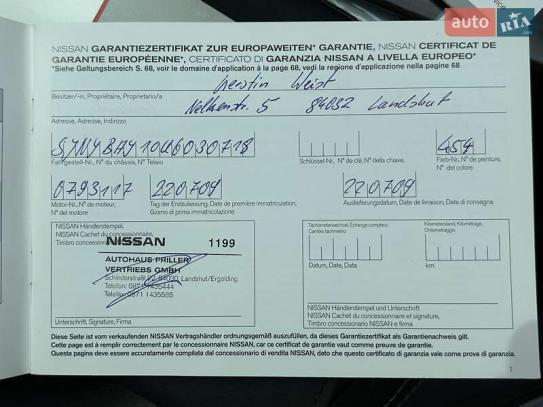 auto RIA.com
NISSAN GARANTIEZERTIFIKAT ZUR EUROPAWEITEN* GARANTIE, NISSAN CERTIFICAT DE
GARANTIE EUROPÉENNE*, CERTIFICATO DI GARANZIA NISSAN A LIVELLA EUROPEO*
*Siehe Geltungsbereich S. 68, voir le domaine d'application à la page 68, vedi la regione d'applicazione nella pagine 68
Kerstin Weist
Besitzer/-in, Propriétaire, Proprietario/a
Nelkenstr. 5 84032 Landshut
Adresse, Adresse, Indirizzo
Fahrgestell-Nr., N° du châssis, N° Telaio
Schlüssel-Nr., N° de clé, N° della chiave.
Farb-Nr., N° de peinture,
N° del colore
220709
220709
Motor-Nr., N° de moteur,
N° del motore
Tag der Erstzulassung, Date de première immatriculation,
Giorno di prima immatricolazione
Auslieferungsdatum, Date de livraison, Data di consegna
NISSAN Händlerstempel,
NISSAN Cachet du concessionnaire,
Timbro concessionario
NISSAN 1199
AUTOHAUS PRILLER
VERTRIEBS GMBH
Landshut/Ergolding
Unterschrift, Signature, Firma
Tachometerwechsel, Echange compteur,
Cambio tachimetro
Kilometerstand, Kilométrage,
Chilometraggio
Datum, Date, Data
km
NISSAN Händlerstempel und Unterschrift
NISSAN Cachet du concessionnaire et signature,
Timbro concessionario NISSAN e firma
Diese Seite ist vom verkaufenden NISSAN Vertragshändler ordnungsgemäß auszufüllen, da dieses Garantiezertifikat als Garantienachweis gilt.
Cette page est à remplir correctement par le concessionnaire NISSAN, car ce certificat de garantie vaut comme preuve de garantie.
Questa pagina deve essere accuratamente compilata dal concessionario di vendita NISSAN, dato che questo certificato di garanzia vale come prova di garanzia.
1